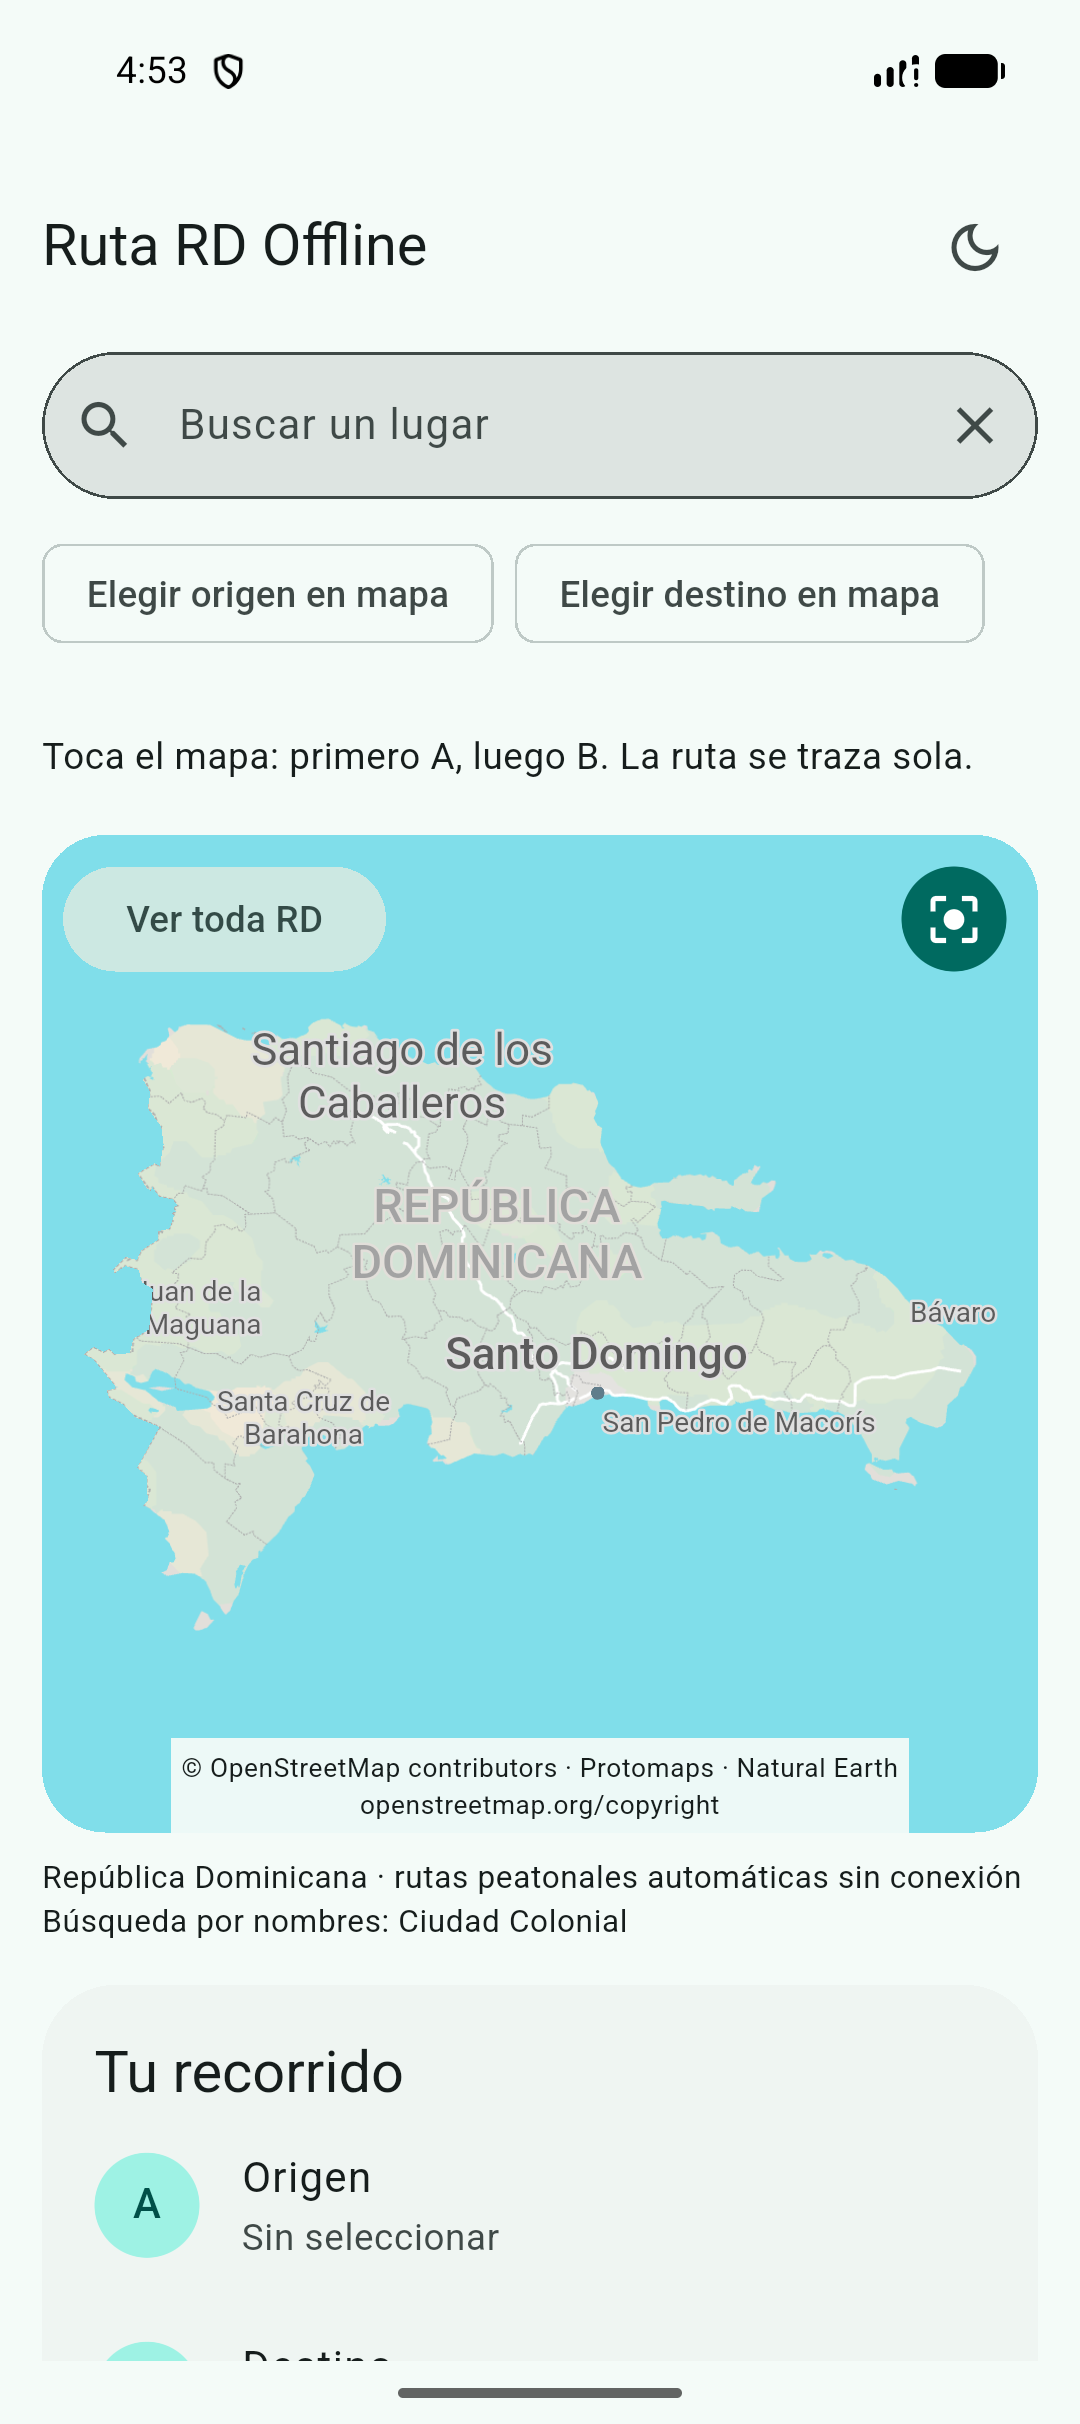 4:53
Ruta RD Offline
Buscar un lugar
Elegir origen en mapa
Elegir destino en mapa
Toca el mapa: primero A, luego B. La ruta se traza sola.
Ver toda RD
Santiago de los
Caballeros
REPÚBLICA
DOMINICANA
de la
Maguana
Bávaro
Santo Domingo
Santa Cruz de
Barahona
San Pedro de Macorís
© OpenStreetMap contributors · Protomaps · Natural Earth
openstreetmap.org/copyright
República Dominicana · rutas peatonales automáticas sin conexión
Búsqueda por nombres: Ciudad Colonial
Tu recorrido
A
Origen
Sin seleccionar